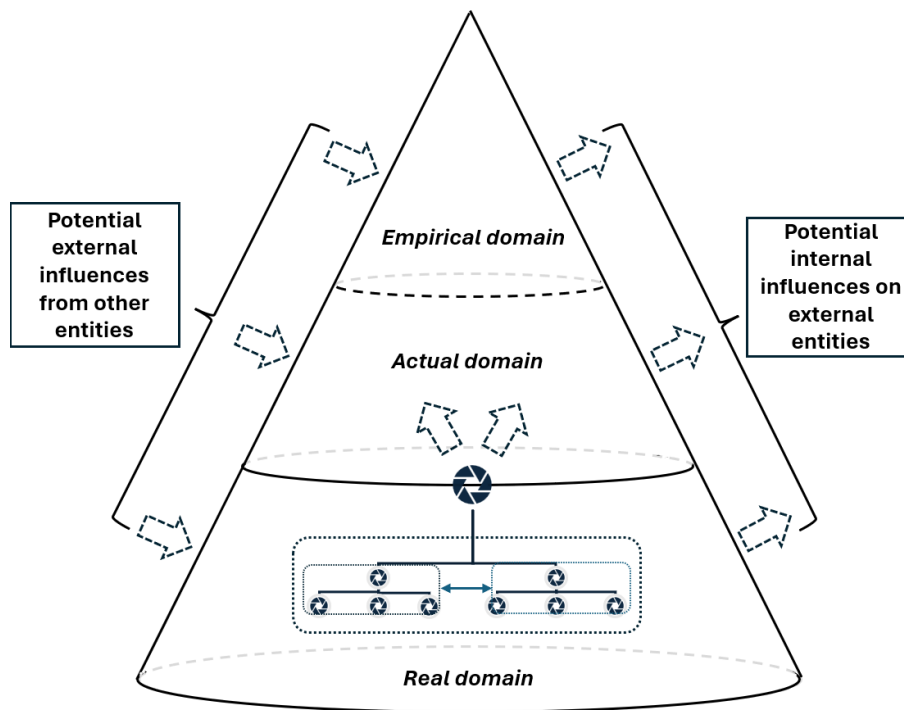 Potential
external
influences
from other
entities
Empirical domain
Potential
internal
influences on
external
entities
Actual domain
Real domain